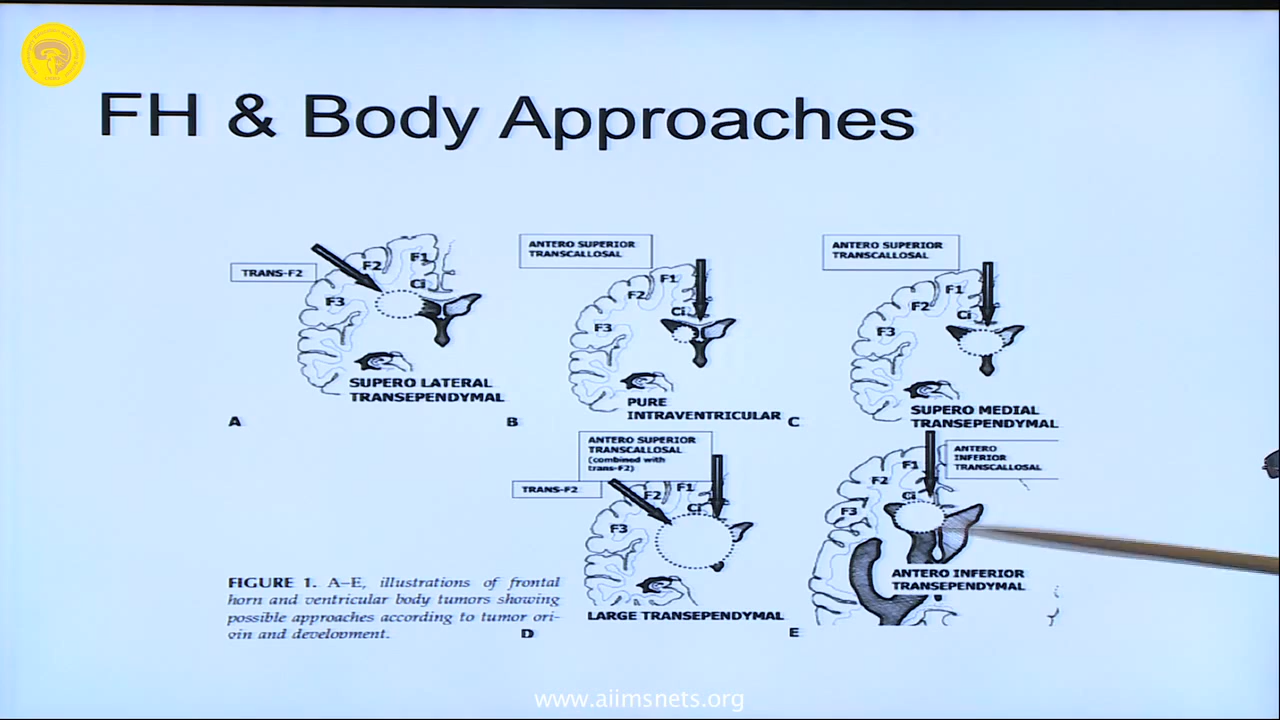 FH & Body Approaches
TRANS-F2
F2
F1
Ci
F3
SUPERO LATERAL
TRANSEPENDYMAL
A
ANTERO SUPERIOR
TRANSCALLOSAL
F1
F2
Ci
F3
PURE
INTRAVENTRICULAR
B
ANTERO SUPERIOR
TRANSCALLOSAL
F1
F2
Ci
F3
SUPERO MEDIAL
TRANSEPENDYMAL
C
ANTERO SUPERIOR
TRANSCALLOSAL
(combined with
trans-F2)
TRANS-F2
F2
F1
Ci
F3
LARGE TRANSEPENDYMAL
D
ANTERO
INFERIOR
TRANSCALLOSAL
F1
F2
Ci
F3
ANTERO INFERIOR
TRANSEPENDYMAL
E
FIGURE 1. A–E, illustrations of frontal
horn and ventricular body tumors showing
possible approaches according to tumor ori-
gin and development.
www.aiimsnets.org